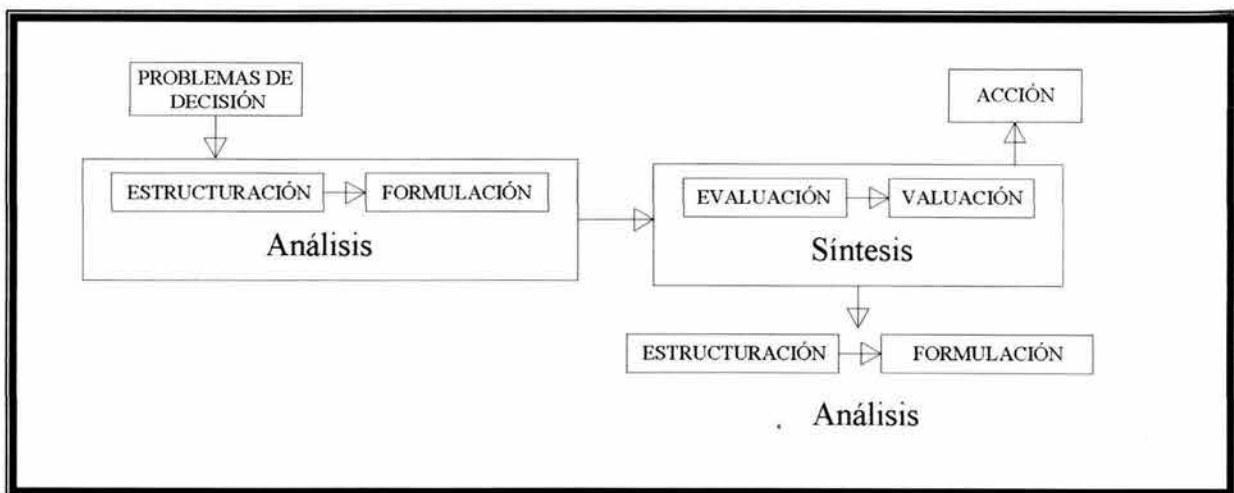 PROBLEMAS DE
DECISIÓN
ACCIÓN
ESTRUCTURACIÓN
FORMULACIÓN
Análisis
EVALUACIÓN
VALUACIÓN
Síntesis
ESTRUCTURACIÓN
FORMULACIÓN
Análisis